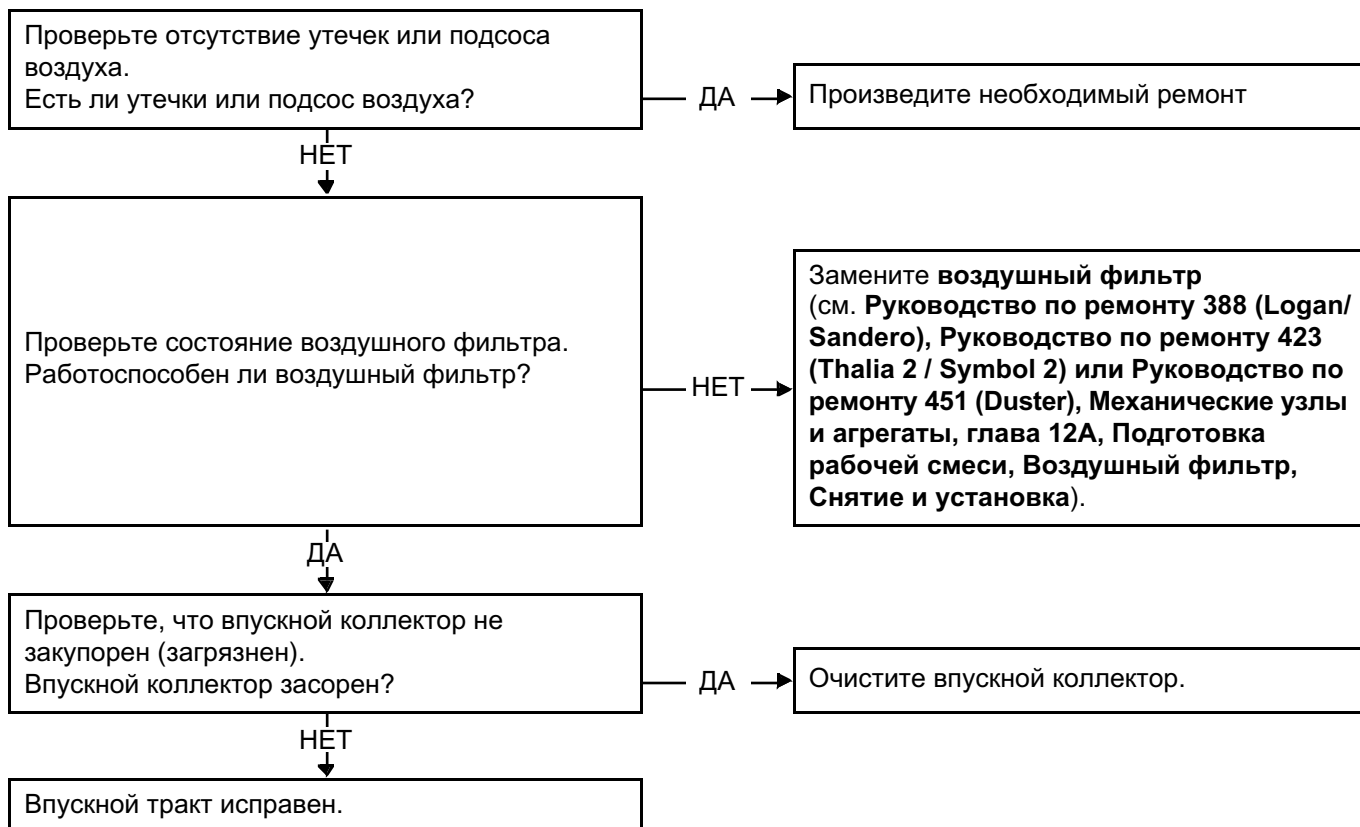 Проверьте отсутствие утечек или подсоса
воздуха.
Есть ли утечки или подсос воздуха?
ДА
Произведите необходимый ремонт
НЕТ
Проверьте состояние воздушного фильтра.
Работоспособен ли воздушный фильтр?
НЕТ
Замените воздушный фильтр
(см. Руководство по ремонту 388 (Logan/
Sandero), Руководство по ремонту 423
(Thalia 2 / Symbol 2) или Руководство по
ремонту 451 (Duster), Механические узлы
и агрегаты, глава 12А, Подготовка
рабочей смеси, Воздушный фильтр,
Снятие и установка).
ДА
Проверьте, что впускной коллектор не
закупорен (загрязнен).
Впускной коллектор засорен?
ДА
Очистите впускной коллектор.
НЕТ
Впускной тракт исправен.